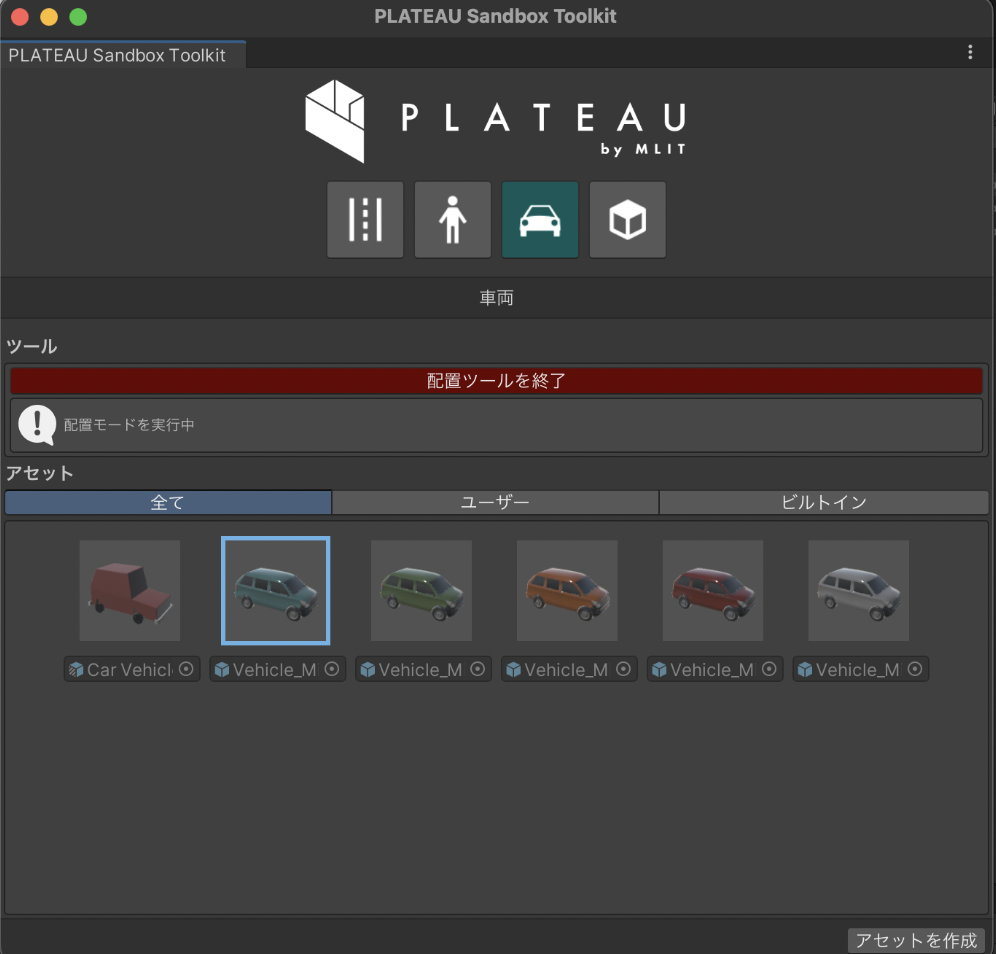 PLATEAU Sandbox Toolkit
PLATEAU Sandbox Toolkit
PLATEAU
by MLIT
車両
ツール
配置ツールを終了
配置モードを実行中
アセット
全て ユーザー ビルトイン
Car Vehicl Vehicle_M Vehicle_M Vehicle_M Vehicle_M Vehicle_M
アセットを作成